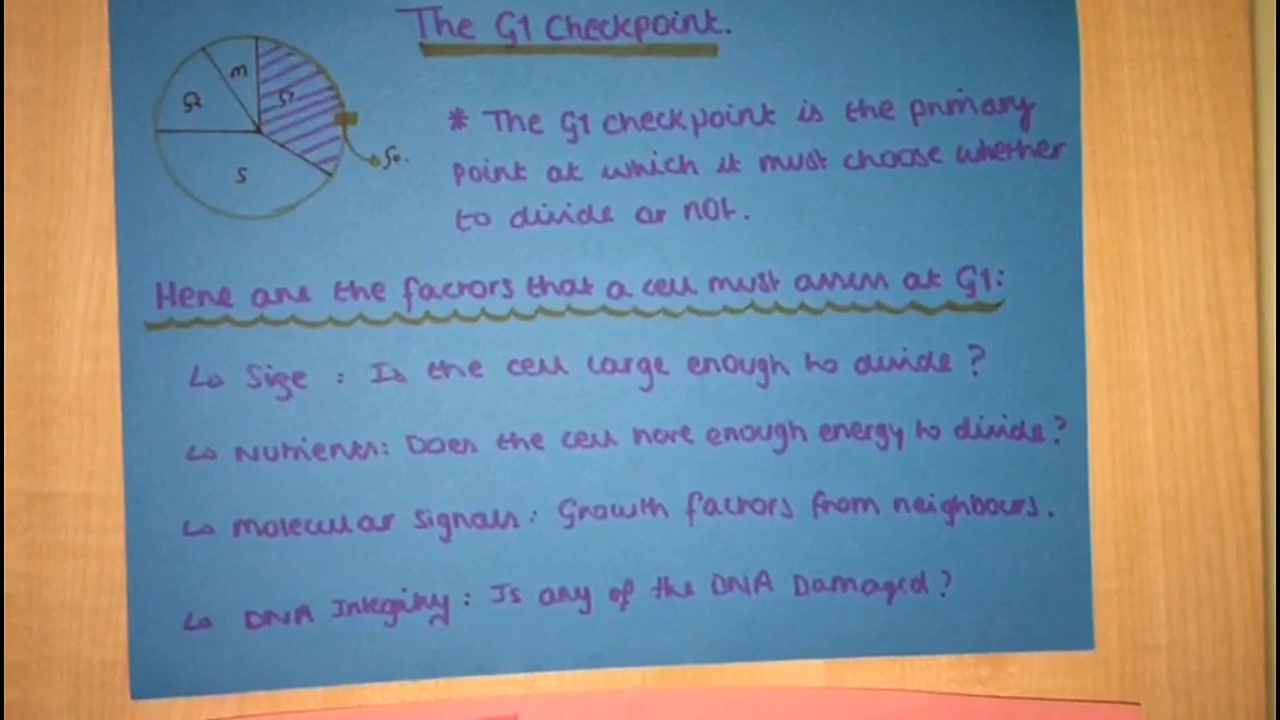 The G1 Checkpoint.
M
G2
G1
S
G0.
* The G1 checkpoint is the primary
point at which it must choose whether
to divide or not.
Here are the factors that a cell must assess at G1:
↳ Size : Is the cell large enough to divide?
↳ Nutrients: Does the cell have enough energy to divide?
↳ Molecular signals: Growth factors from neighbours.
↳ DNA Integrity: Is any of the DNA Damaged?